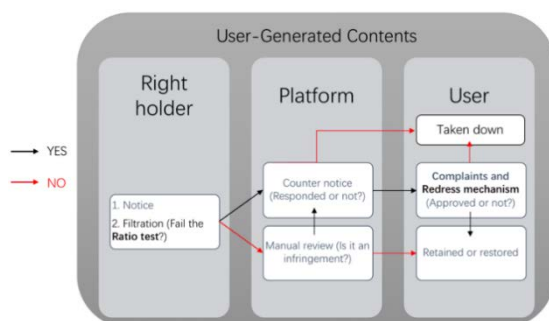 User-Generated Contents
Right
holder
Platform
User
YES
NO
Taken down
Counter notice
(Responded or not?)
Complaints and
Redress mechanism
(Approved or not?)
1. Notice
2. Filtration (Fail the
Ratio test?)
Manual review (Is it an
infringement?)
Retained or restored